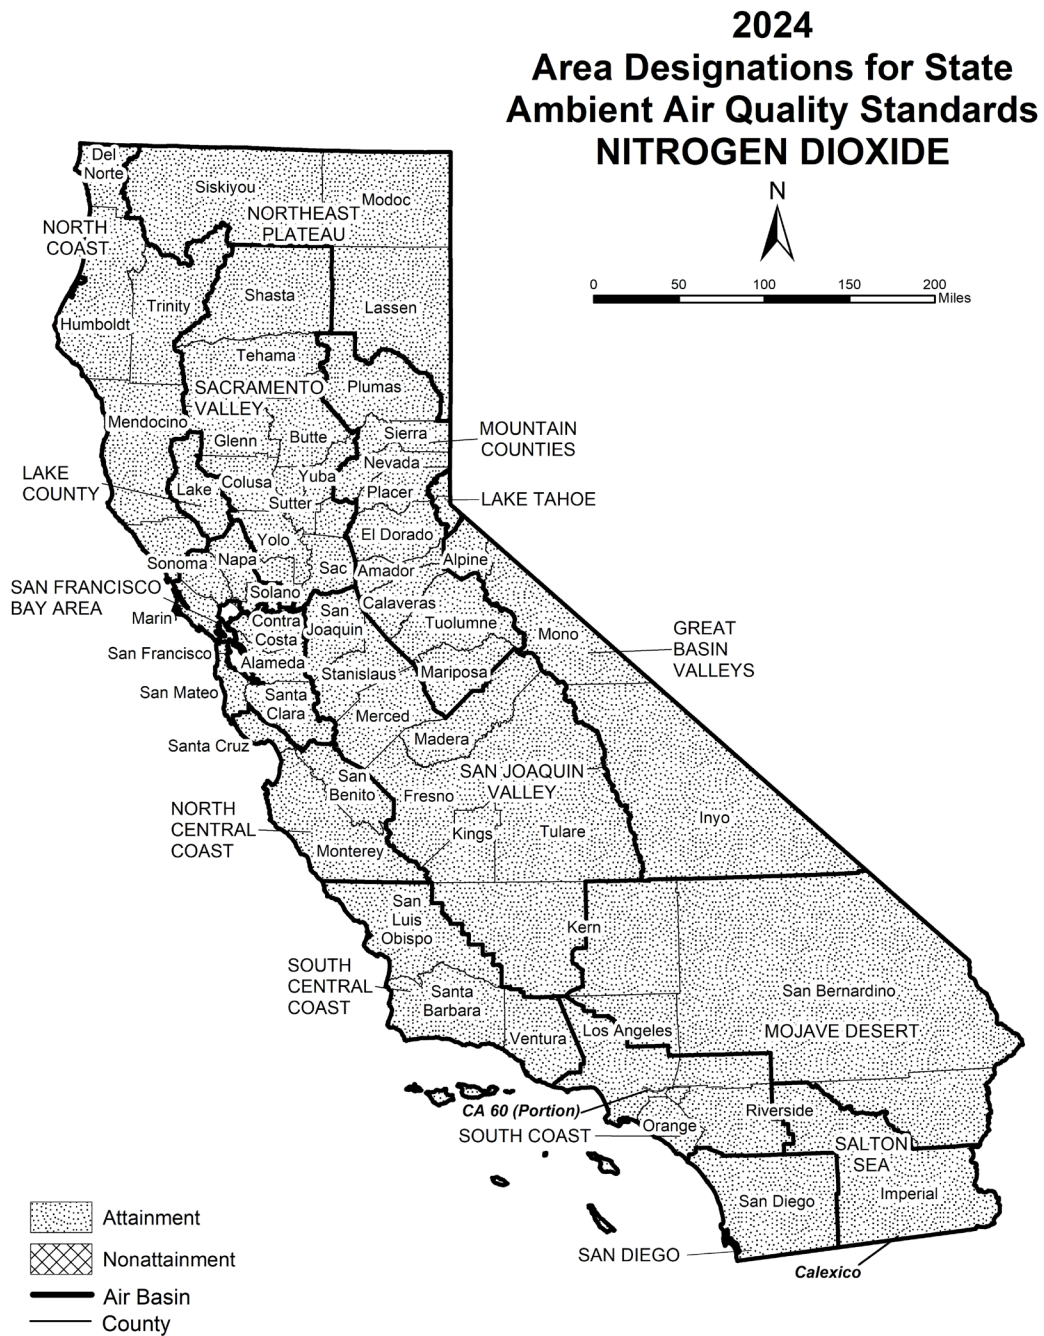 2024
Area Designations for State
Ambient Air Quality Standards
NITROGEN DIOXIDE
N
0 50 100 150 200
Miles
Del
Norte
Siskiyou
Modoc
NORTHEAST
PLATEAU
NORTH
COAST
Shasta
Trinity
Lassen
Humboldt
Tehama
SACRAMENTO
VALLEY
Plumas
Mendocino
Glenn
Butte
Sierra
MOUNTAIN
COUNTIES
Nevada
LAKE
COUNTY
Lake
Colusa
Yuba
Placer
LAKE TAHOE
Sutter
El Dorado
Yolo
Sonoma
Napa
Sac
Amador
Alpine
SAN FRANCISCO
BAY AREA
Solano
Calaveras
Marin
Contra
Costa
San
Joaquin
Tuolumne
Mono
GREAT
BASIN
VALLEYS
San Francisco
Alameda
Stanislaus
Mariposa
San Mateo
Santa
Clara
Merced
Madera
Santa Cruz
San
Benito
Fresno
SAN JOAQUIN
VALLEY
NORTH
CENTRAL
COAST
Monterey
Kings
Tulare
Inyo
San
Luis
Obispo
Kern
SOUTH
CENTRAL
COAST
Santa
Barbara
San Bernardino
MOJAVE DESERT
Ventura
Los Angeles
CA 60 (Portion)
SOUTH COAST
Orange
Riverside
SALTON
SEA
San Diego
Imperial
SAN DIEGO
Calexico
Attainment
Nonattainment
Air Basin
County